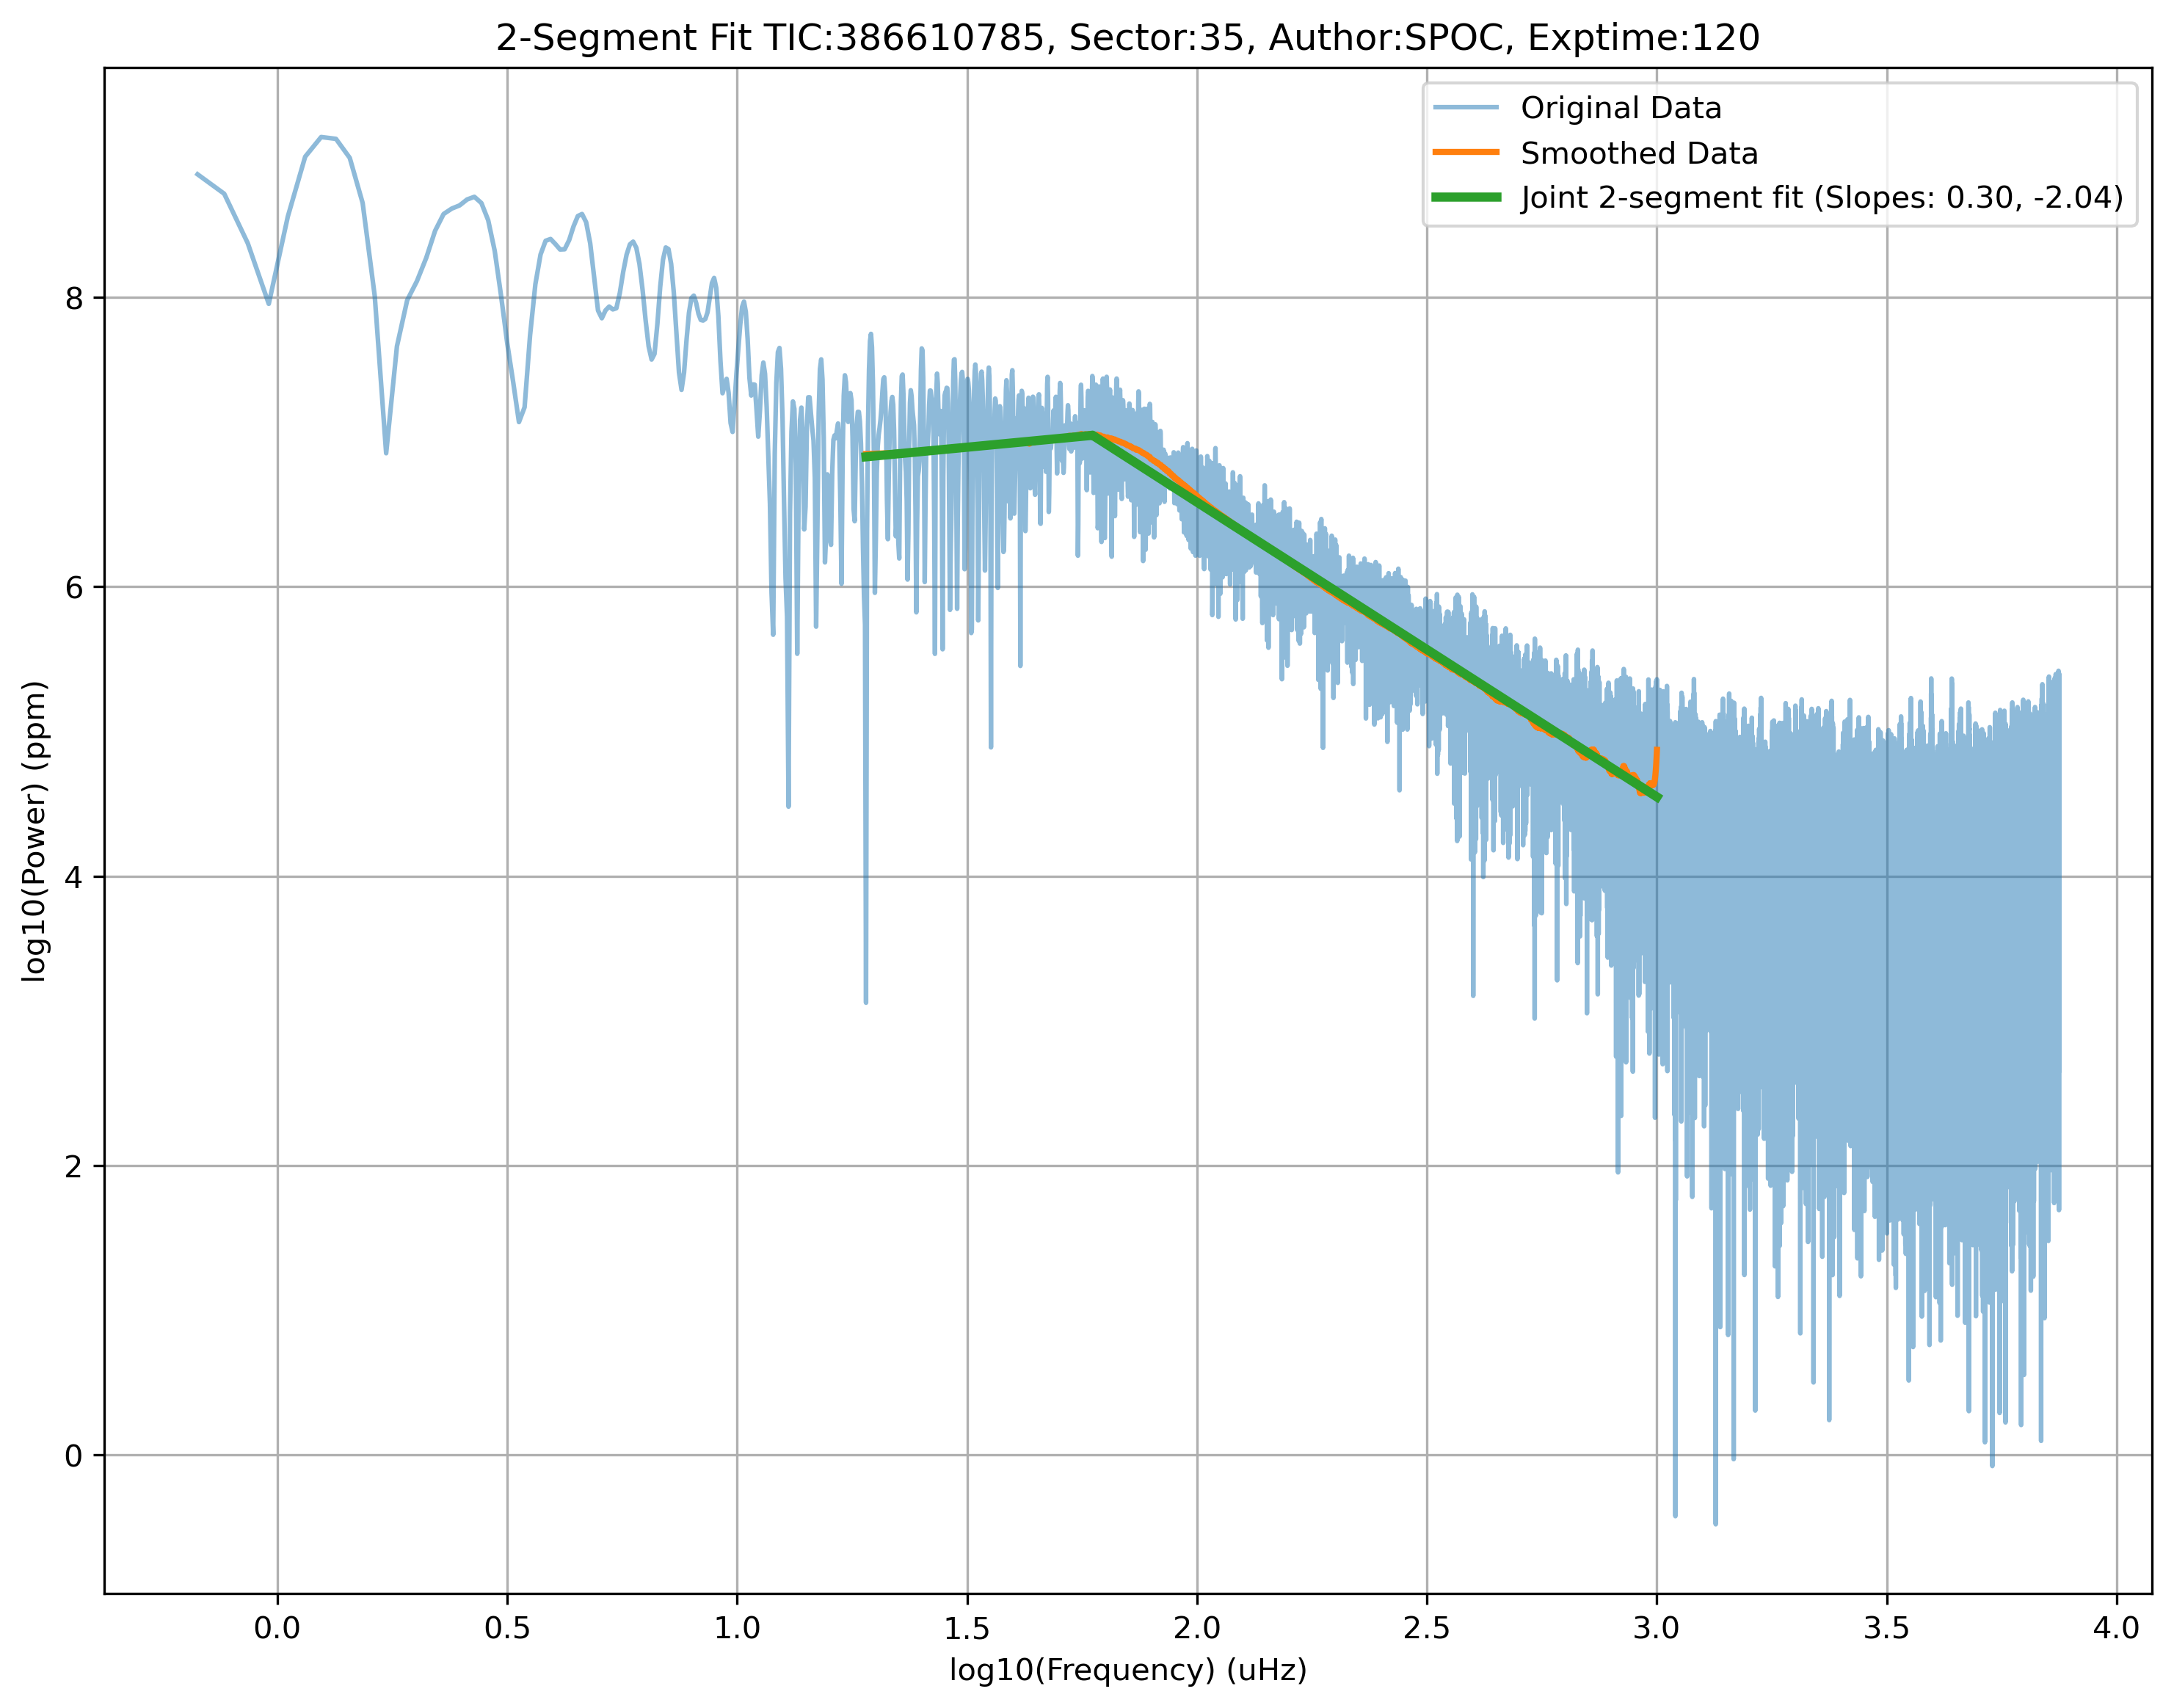 2-Segment Fit TIC:386610785, Sector:35, Author:SPOC, Exptime:120
Original Data
Smoothed Data
Joint 2-segment fit (Slopes: 0.30, -2.04)
log10(Power) (ppm)
8
6
4
2
0
0.0 0.5 1.0 1.5 2.0 2.5 3.0 3.5 4.0
log10(Frequency) (uHz)